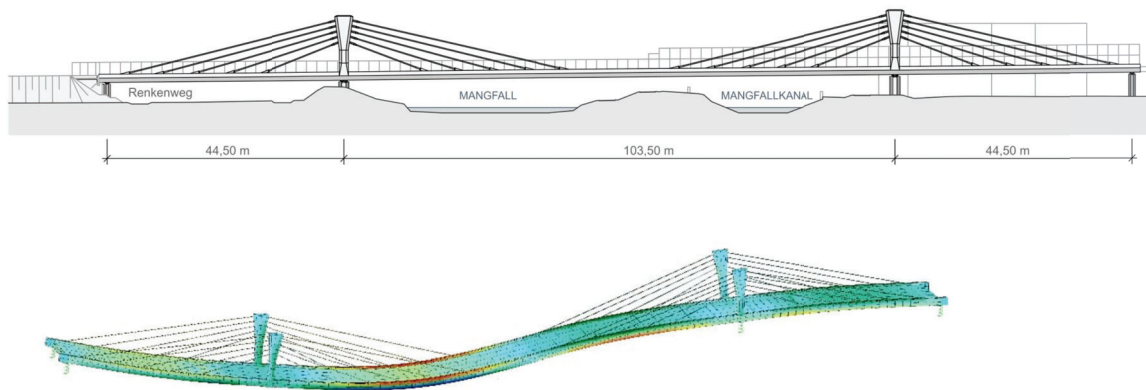 Renkenweg
MANGFALL
MANGFALLKANAL
44,50 m
103,50 m
44,50 m